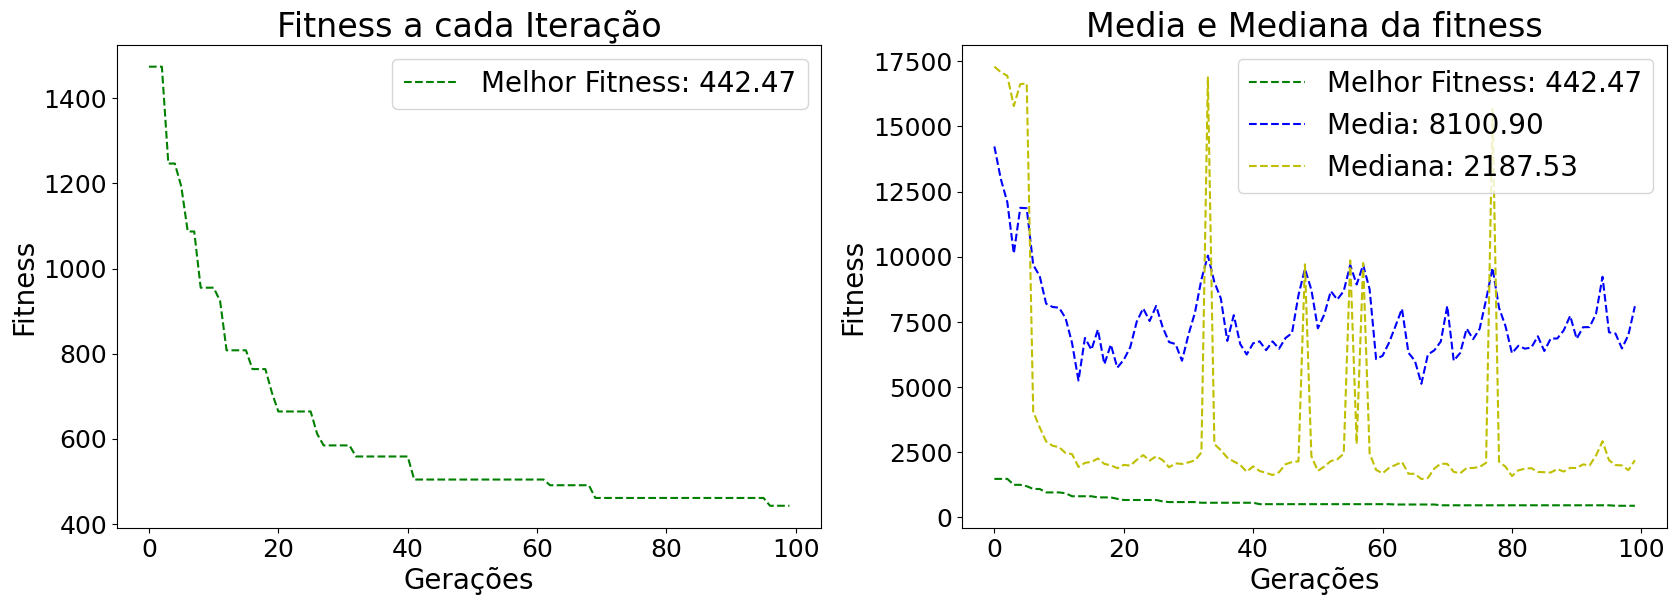 Fitness a cada Iteração
Melhor Fitness: 442.47
1400
1200
1000
800
600
400
Fitness
0
20
40
60
80
100
Gerações
Media e Mediana da fitness
Melhor Fitness: 442.47
Media: 8100.90
Mediana: 2187.53
17500
15000
12500
10000
7500
5000
2500
0
Fitness
0
20
40
60
80
100
Gerações